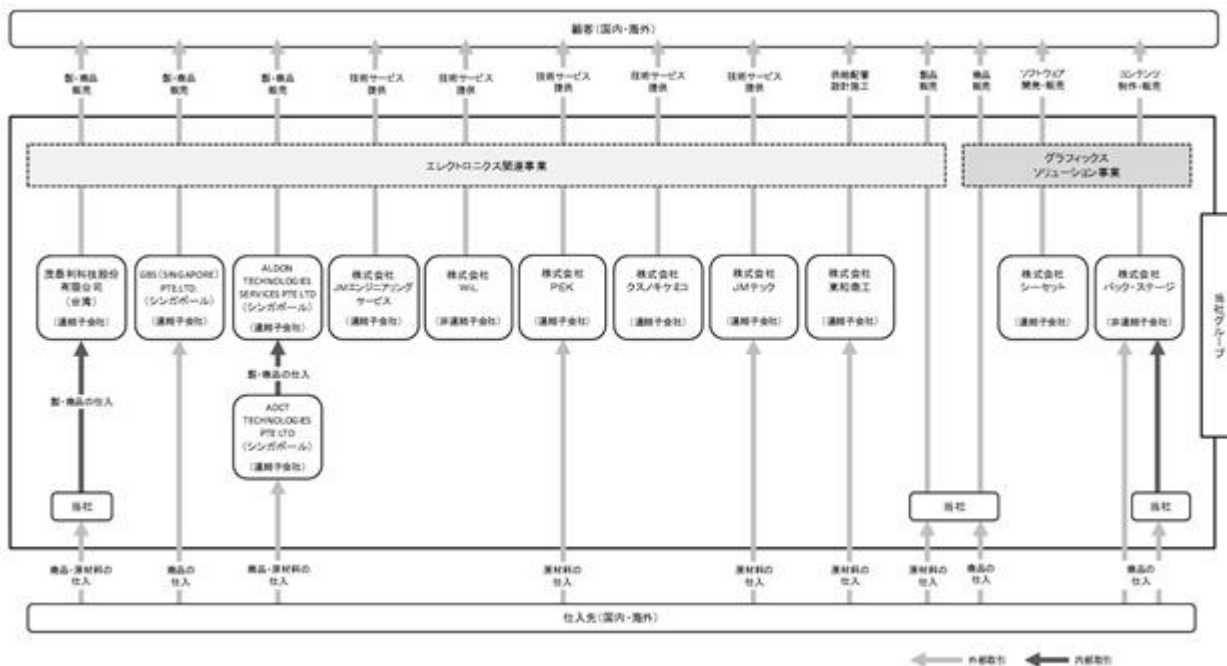 顧客(国内・海外)
製・商品
販売
製・商品
販売
製・商品
販売
技術サービス
提供
技術サービス
提供
技術サービス
提供
技術サービス
提供
技術サービス
提供
供給配管
設計施工
製品
販売
商品
販売
ソフトウェア
開発・販売
コンテンツ
制作・販売
エレクトロニクス関連事業
グラフィックス
ソリューション事業
茂泰利科技股份
有限公司
(台湾)
(連結子会社)
GBS(SINGAPORE)
PTE.LTD.
(シンガポール)
(連結子会社)
ALDON
TECHNOLOGIES
SERVICES PTE LTD
(シンガポール)
(連結子会社)
株式会社
JMエンジニアリング
サービス
(連結子会社)
株式会社
WiL
(非連結子会社)
株式会社
PEK
(連結子会社)
株式会社
クスノキケミコ
(連結子会社)
株式会社
JMテック
(連結子会社)
株式会社
東和商工
(連結子会社)
株式会社
シーセット
(連結子会社)
株式会社
バック・ステージ
(非連結子会社)
当社グループ
製・商品の仕入
製・商品の仕入
ADCT
TECHNOLOGIES
PTE LTD
(シンガポール)
(連結子会社)
当社
当社
当社
商品・原材料の
仕入
商品の
仕入
商品・原材料の
仕入
原材料の
仕入
原材料の
仕入
原材料の
仕入
原材料の
仕入
商品の
仕入
商品の
仕入
仕入先(国内・海外)
外部取引
内部取引